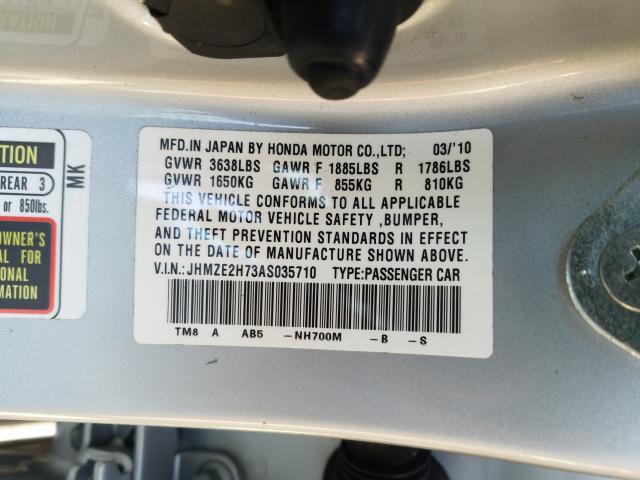 MFD.IN JAPAN BY HONDA MOTOR CO.,LTD; 03/'10
GVWR 3638LBS GAWR F 1885LBS R 1786LBS
GVWR 1650KG GAWR F 855KG R 810KG
THIS VEHICLE CONFORMS TO ALL APPLICABLE
FEDERAL MOTOR VEHICLE SAFETY ,BUMPER,
AND THEFT PREVENTION STANDARDS IN EFFECT
ON THE DATE OF MANUFACTURE SHOWN ABOVE.
V.I.N.: JHMZE2H73AS035710 TYPE:PASSENGER CAR
TM8 A AB5 -NH700M -B -S
TION
REAR 3
or 850lbs.
MK
OWNER'S
AL FOR
IONAL
RMATION